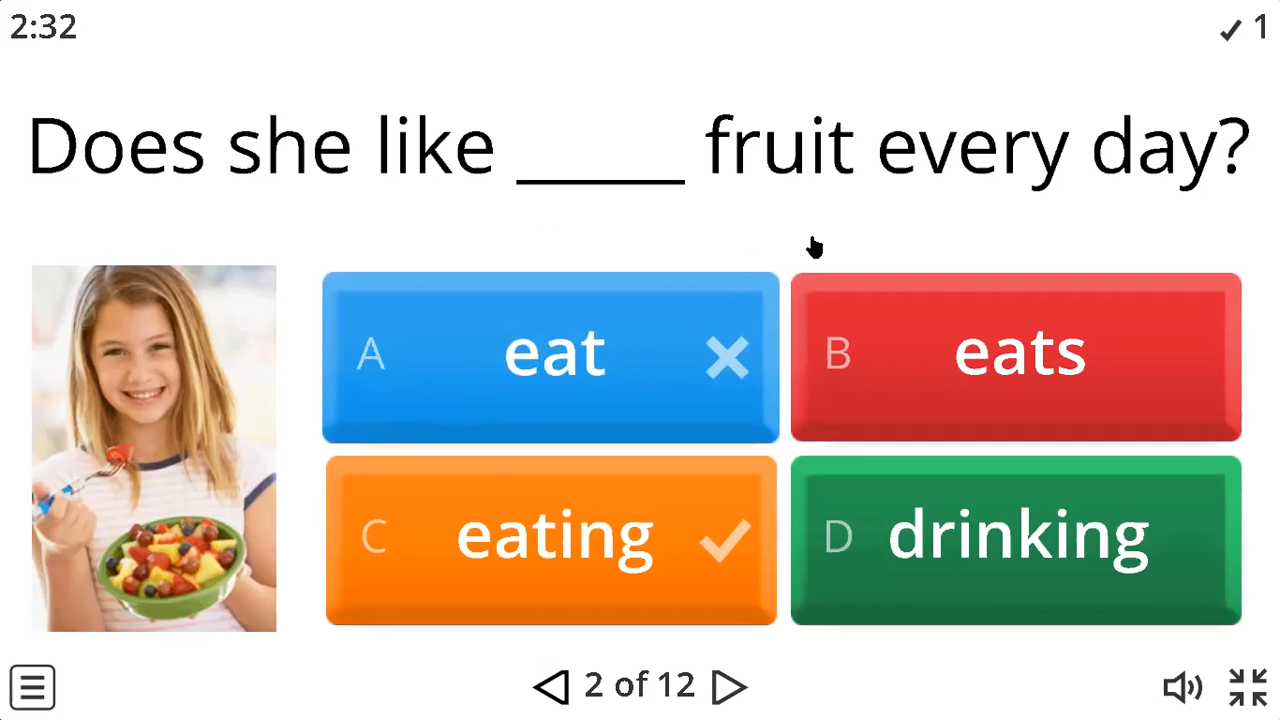 2:32
✓ 1
Does she like _____ fruit every day?
A eat
B eats
C eating
D drinking
2 of 12